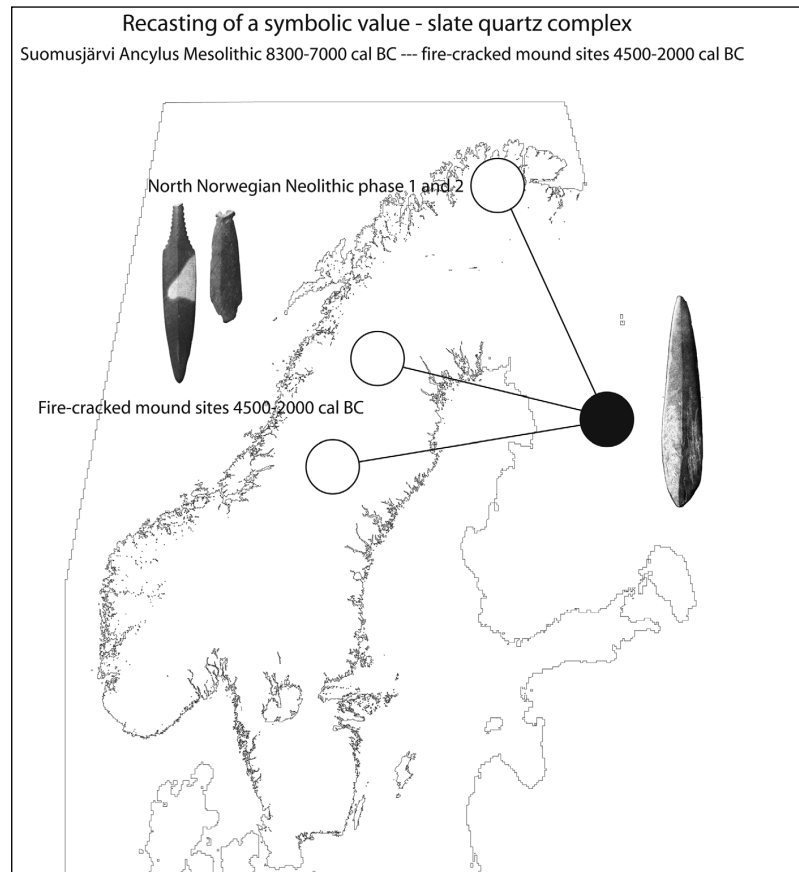 Recasting of a symbolic value - slate quartz complex
Suomusjärvi Ancylus Mesolithic 8300-7000 cal BC --- fire-cracked mound sites 4500-2000 cal BC
North Norwegian Neolithic phase 1 and 2
Fire-cracked mound sites 4500-2000 cal BC